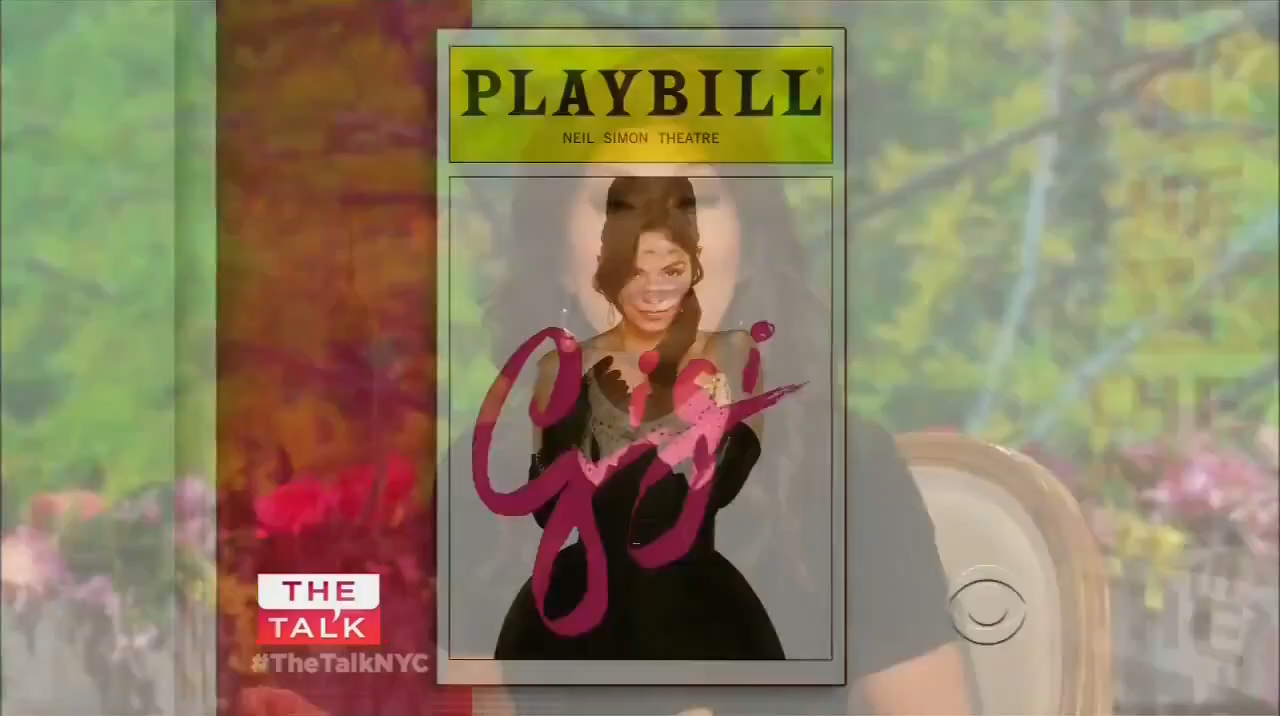 PLAYBILL®
NEIL SIMON THEATRE
Gigi
THE
TALK
#TheTalkNYC